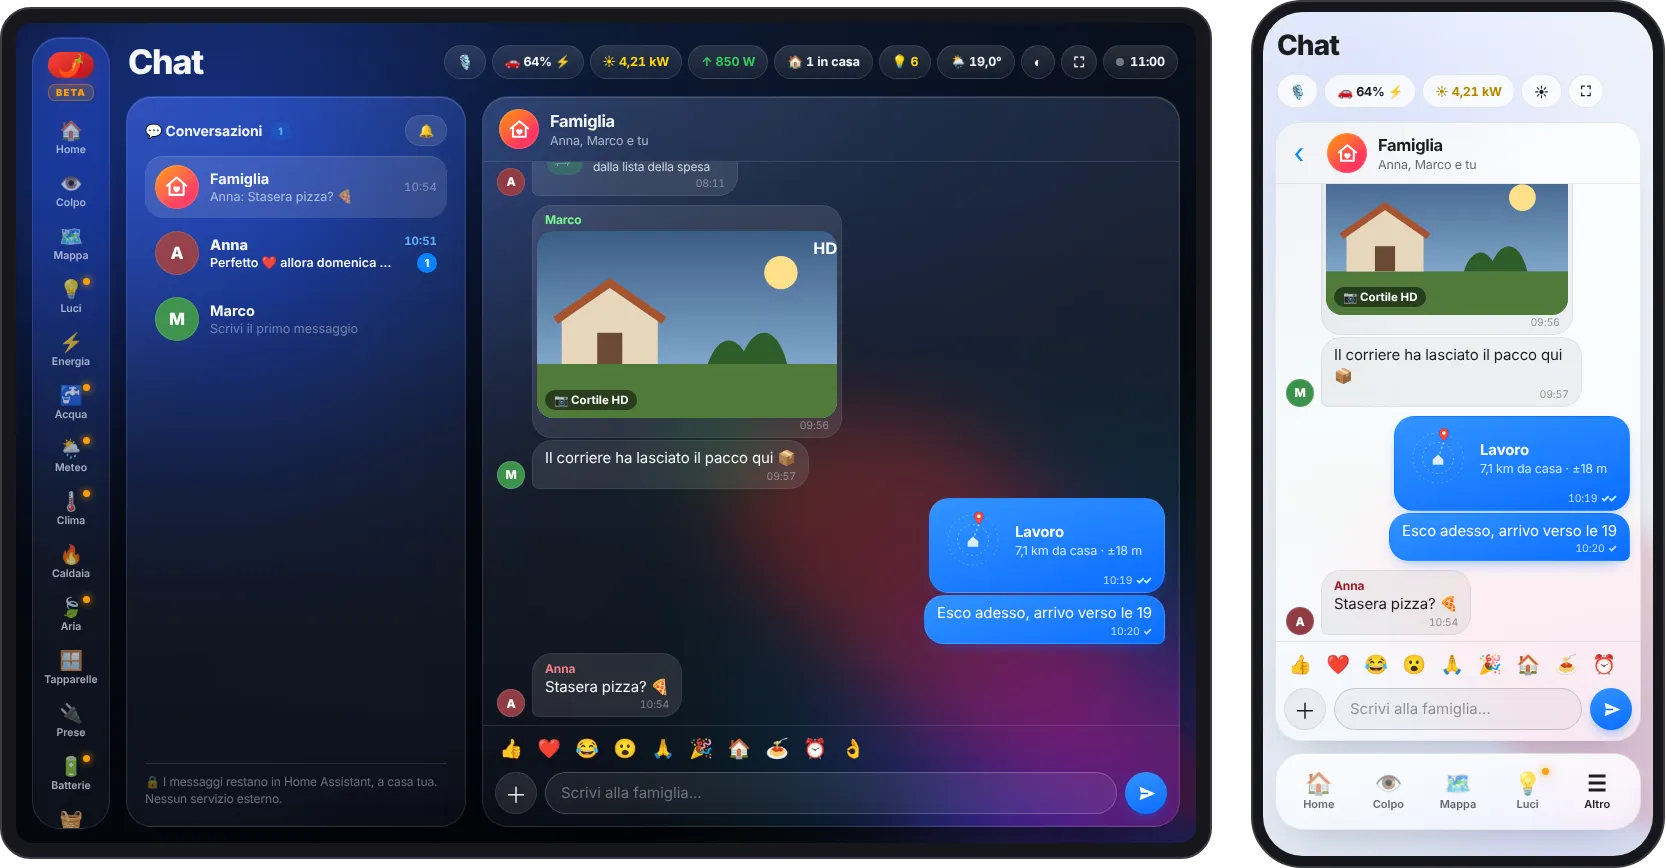 BETA
Home
Colpo
Mappa
Luci
Energia
Acqua
Meteo
Clima
Caldaia
Aria
Tapparelle
Prese
Batterie
Chat
🎙️
🚗 64% ⚡
☀ 4,21 kW
↑ 850 W
🏠 1 in casa
💡 6
🌦️ 19,0°
11:00
💬 Conversazioni 1
Famiglia
10:54
Anna: Stasera pizza? 🍕
Anna
10:51
Perfetto ❤️ allora domenica ...
1
Marco
Scrivi il primo messaggio
🔒 I messaggi restano in Home Assistant, a casa tua.
Nessun servizio esterno.
Famiglia
Anna, Marco e tu
dalla lista della spesa
08:11
A
Marco
HD
📷 Cortile HD
09:56
Il corriere ha lasciato il pacco qui 📦
09:57
M
Lavoro
7,1 km da casa · ±18 m
10:19 ✓✓
Esco adesso, arrivo verso le 19
10:20 ✓
Anna
Stasera pizza? 🍕
10:54
A
👍 ❤️ 😂 😮 🙏 🎉 🏠 🍝 ⏰ 👌
Scrivi alla famiglia...
Chat
🚗 64% ⚡
☀ 4,21 kW
Famiglia
Anna, Marco e tu
📷 Cortile HD
09:56
Il corriere ha lasciato il pacco qui
📦
09:57
M
Lavoro
7,1 km da casa · ±18 m
10:19 ✓✓
Esco adesso, arrivo verso le 19
10:20 ✓
Anna
Stasera pizza? 🍕
10:54
A
👍 ❤️ 😂 😮 🙏 🎉 🏠 🍝 ⏰
Scrivi alla famiglia...
Home
Colpo
Mappa
Luci
Altro